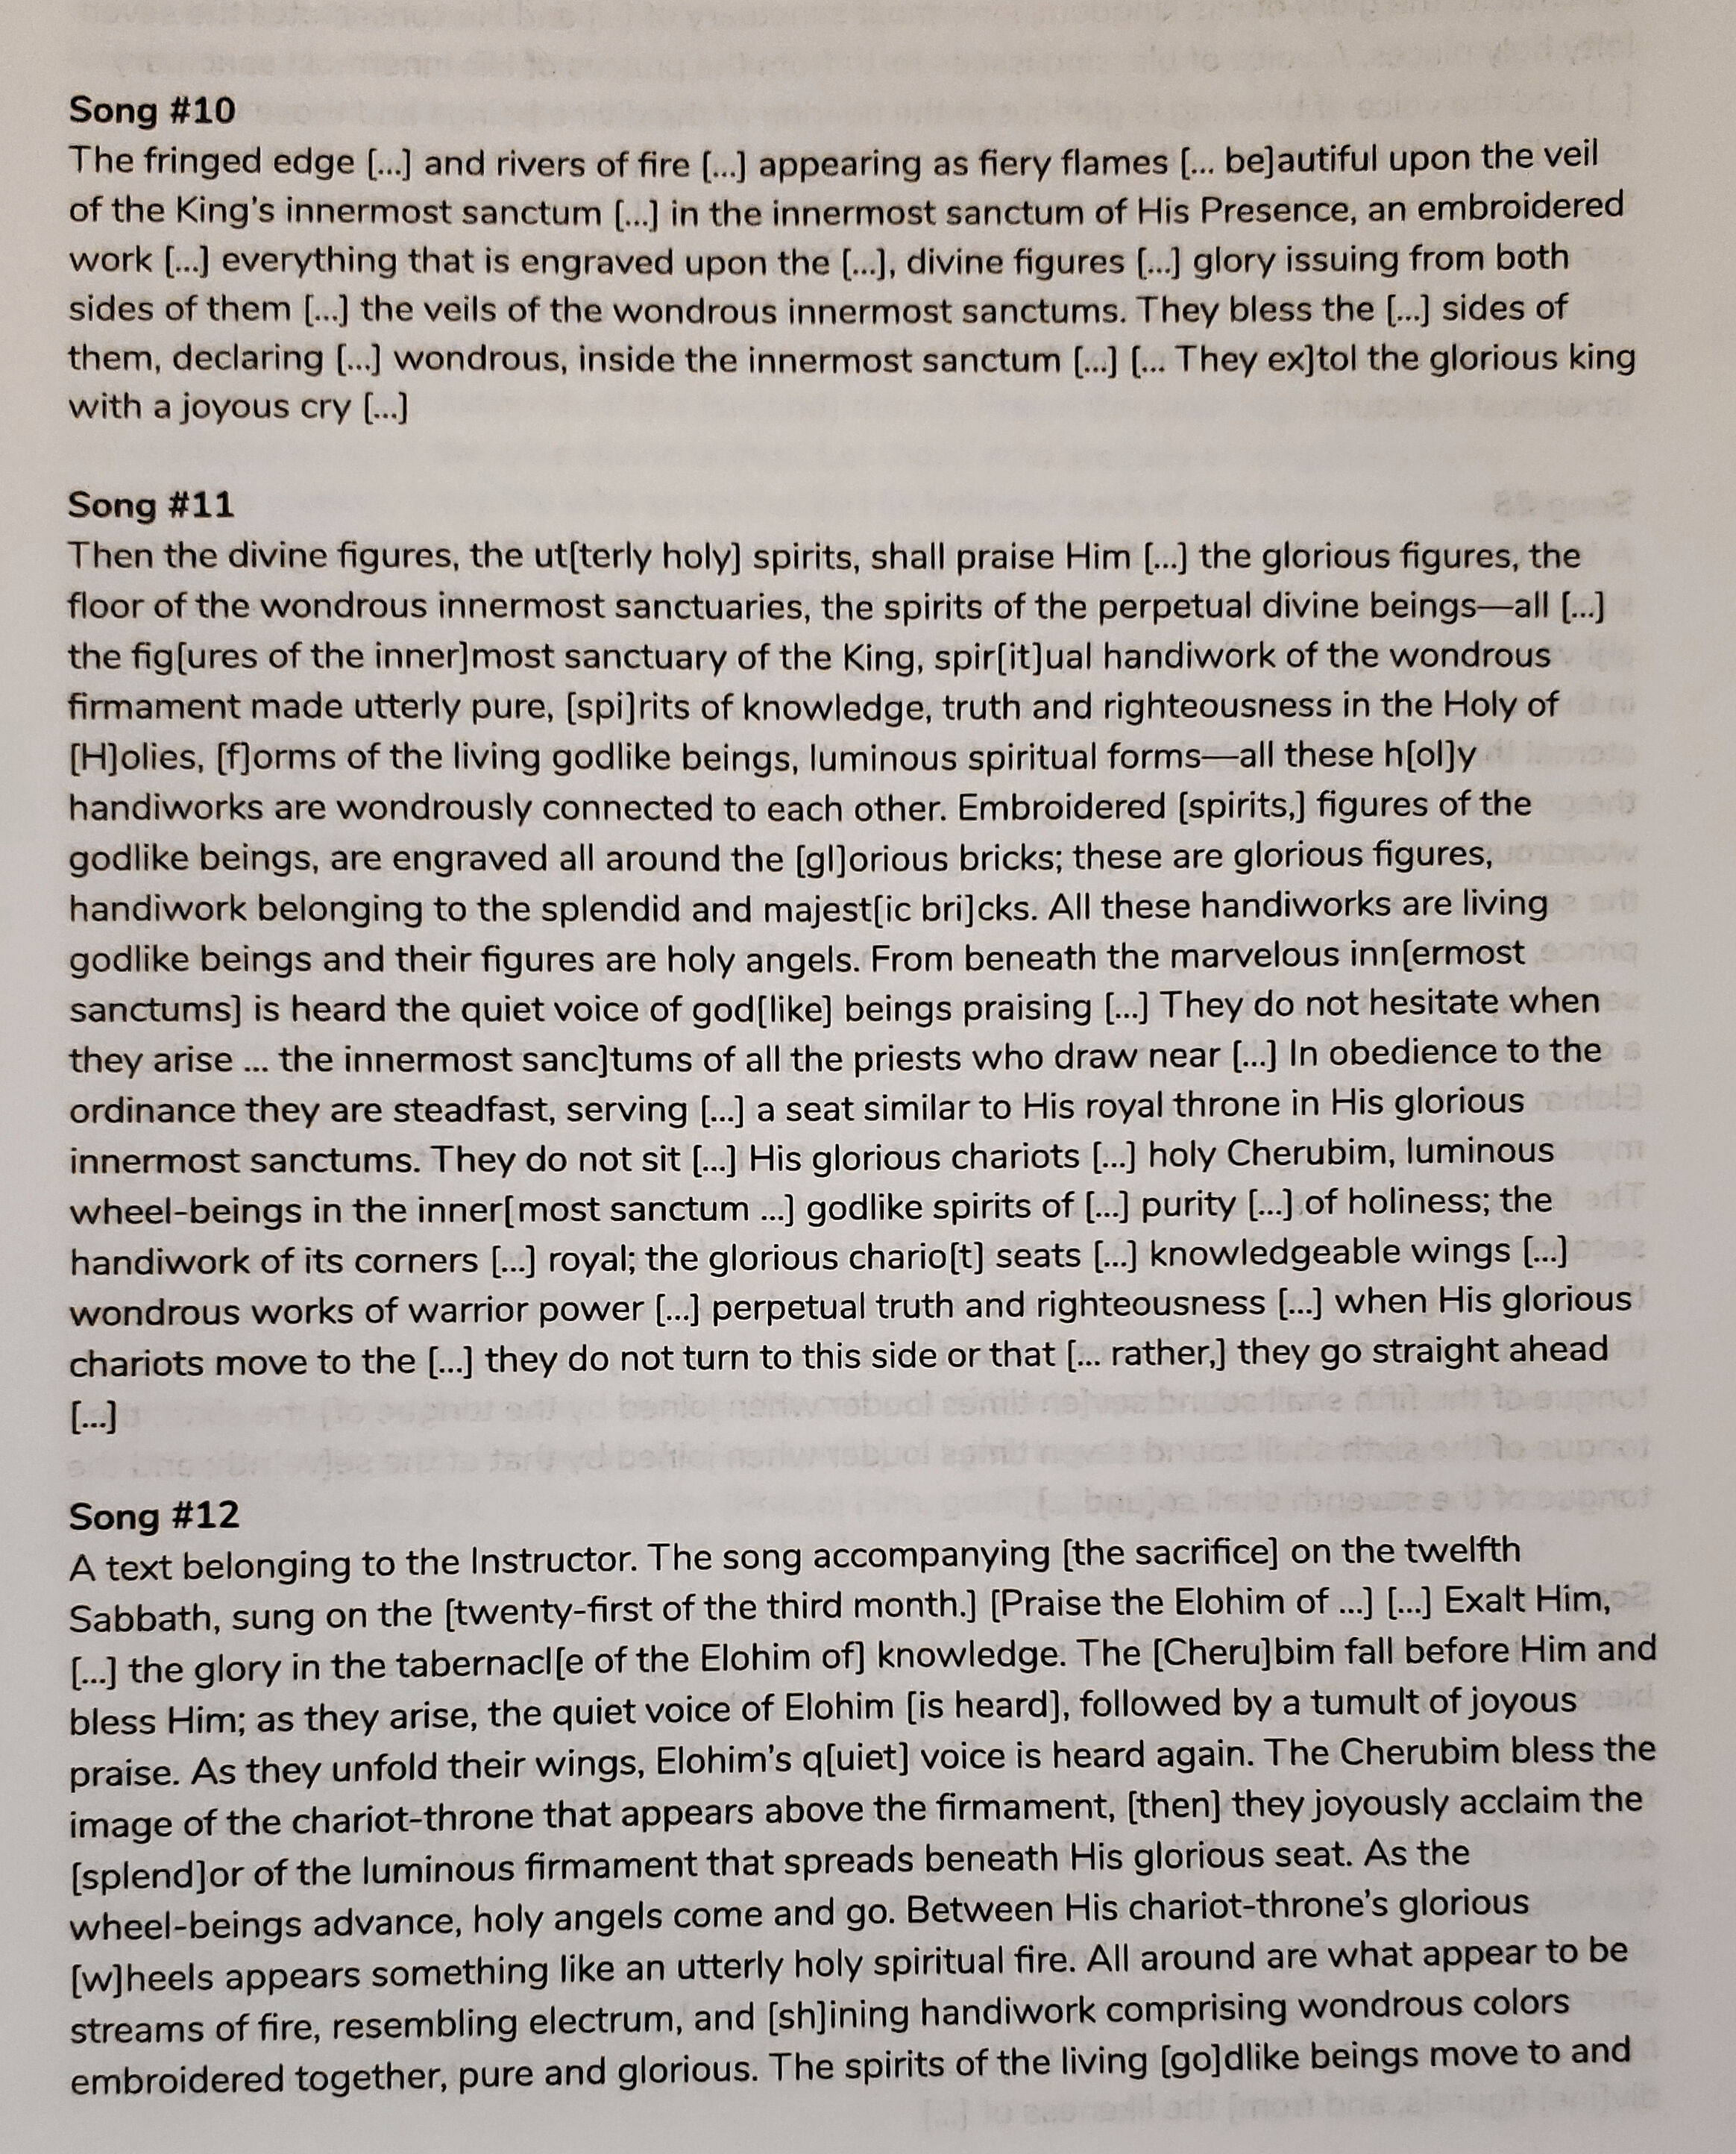 Song #10
The fringed edge [...] and rivers of fire [...] appearing as fiery flames [... be]autiful upon the veil
of the King's innermost sanctum [...] in the innermost sanctum of His Presence, an embroidered
work [...] everything that is engraved upon the [...], divine figures [...] glory issuing from both
sides of them [...] the veils of the wondrous innermost sanctums. They bless the [...] sides of
them, declaring [...] wondrous, inside the innermost sanctum [...] [... They ex]tol the glorious king
with a joyous cry [...]
Song #11
Then the divine figures, the ut[terly holy] spirits, shall praise Him [...] the glorious figures, the
floor of the wondrous innermost sanctuaries, the spirits of the perpetual divine beings—all [...]
the fig[ures of the inner]most sanctuary of the King, spir[it]ual handiwork of the wondrous
firmament made utterly pure, [spi]rits of knowledge, truth and righteousness in the Holy of
[H]olies, [f]orms of the living godlike beings, luminous spiritual forms—all these h[ol]y
handiworks are wondrously connected to each other. Embroidered [spirits,] figures of the
godlike beings, are engraved all around the [gl]orious bricks; these are glorious figures,
handiwork belonging to the splendid and majest[ic bri]cks. All these handiworks are living
godlike beings and their figures are holy angels. From beneath the marvelous inn[ermost
sanctums] is heard the quiet voice of god[like] beings praising [...] They do not hesitate when
they arise ... the innermost sanc]tums of all the priests who draw near [...] In obedience to the
ordinance they are steadfast, serving [...] a seat similar to His royal throne in His glorious
innermost sanctums. They do not sit [...] His glorious chariots [...] holy Cherubim, luminous
wheel-beings in the inner[most sanctum ...] godlike spirits of [...] purity [...] of holiness; the
handiwork of its corners [...] royal; the glorious chario[t] seats [...] knowledgeable wings [...]
wondrous works of warrior power [...] perpetual truth and righteousness [...] when His glorious
chariots move to the [...] they do not turn to this side or that [... rather,] they go straight ahead
[...]
Song #12
A text belonging to the Instructor. The song accompanying [the sacrifice] on the twelfth
Sabbath, sung on the [twenty-first of the third month.] [Praise the Elohim of ...] [...] Exalt Him,
[...] the glory in the tabernacl[e of the Elohim of] knowledge. The [Cheru]bim fall before Him and
bless Him; as they arise, the quiet voice of Elohim [is heard], followed by a tumult of joyous
praise. As they unfold their wings, Elohim's q[uiet] voice is heard again. The Cherubim bless the
image of the chariot-throne that appears above the firmament, [then] they joyously acclaim the
[splend]or of the luminous firmament that spreads beneath His glorious seat. As the
wheel-beings advance, holy angels come and go. Between His chariot-throne's glorious
[w]heels appears something like an utterly holy spiritual fire. All around are what appear to be
streams of fire, resembling electrum, and [sh]ining handiwork comprising wondrous colors
embroidered together, pure and glorious. The spirits of the living [go]dlike beings move to and